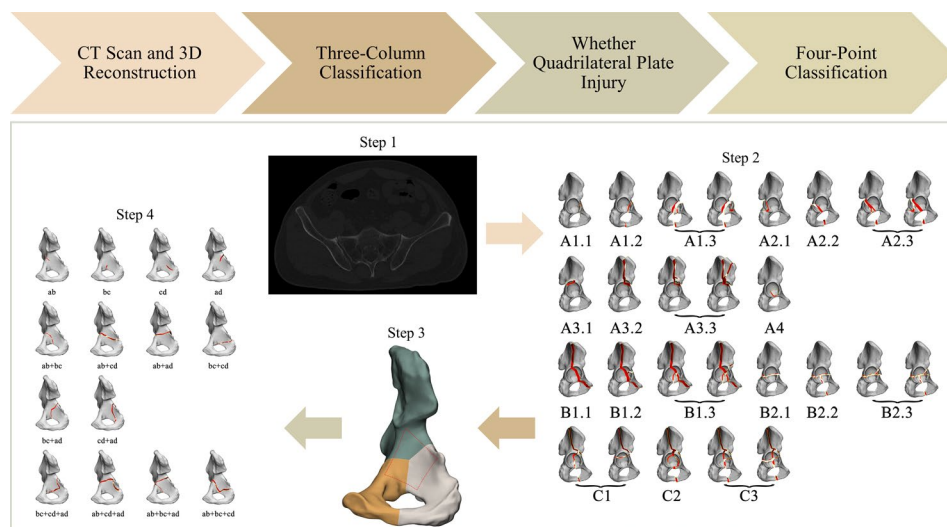 CT Scan and 3D
Reconstruction
Three-Column
Classification
Whether
Quadrilateral Plate
Injury
Four-Point
Classification
Step 1
Step 2
A1.1 A1.2 A1.3 A2.1 A2.2 A2.3
A3.1 A3.2 A3.3 A4
B1.1 B1.2 B1.3 B2.1 B2.2 B2.3
C1 C2 C3
Step 3
Step 4
ab bc cd ad
ab+bc ab+cd ab+ad bc+cd
bc+ad cd+ad
bc+cd+ad ab+cd+ad ab+bc+ad ab+bc+cd